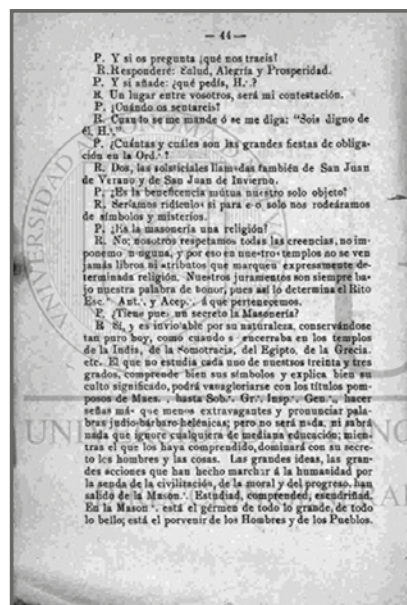 — 44 —
P. Y si os pregunta ¡qué nos traeis!
R. Responderé: Salud, Alegría y Prosperidad.
P. Y si añade: ¿qué pedís, H.·.?
R. Un lugar entre vosotros, será mi contestación.
P. ¡Cuándo os sentareis!
R. Cuando se me mande ó se me diga: "Sois digno de
él, H.·."
P. ¿Cuántas y cuáles son las grandes fiestas de obliga-
ción en la Ord.·.?
R. Dos, las solsticiales llamadas también de San Juan
de Verano y de San Juan de Invierno.
P. ¡Es la beneficencia mútua nuestro solo objeto?
R. Seríamos ridículos si para eso solo nos rodeáramos
de símbolos y misterios.
P. ¡Es la masonería una religión?
R. No; nosotros respetamos todas las creencias, no im-
ponemo ninguna, y por eso en nuestros templos no se ven
jamás libros ni atributos que marquen expresamente de-
terminada religión. Nuestros juramentos son siempre ba-
jo nuestra palabra de honor, pues así lo determina el Rito
Esc.·. Ant.·. y Acep.·. á que pertenecemos.
P. ¿Tiene pues un secreto la Masonería?
R Sí, y es inviolable por su naturaleza, conservándose
tan puro hoy, como cuando se encerraba en los templos
de la India, de la Somotracia, del Egipto, de la Grecia,
etc. El que no estudia cada uno de nuestros treinta y tres
grados, comprende bien sus símbolos y explica bien su
culto significado, podrá vanagloriarse con los títulos pom-
posos de Maes.·. hasta Sob.·. Gr.·. Insp.·. Gen.·., hacer
señas más que menos extravagantes y pronunciar pala-
bras judío-bárbaro-helénicas; pero no será nada, ni sabrá
nada que ignore cualquiera de mediana educación; mien-
tras el que los haya comprendido, dominará con su secre-
to los hombres y las cosas. Las grandes ideas, las gran-
des acciones que han hecho marchar á la humanidad por
la senda de la civilización, de la moral y del progreso, han
salido de la Mason.·. Estudiad, comprended, escudriñad.
En la Mason.·. está el gérmen de todo lo grande, de todo
lo bello; está el porvenir de los Hombres y de los Pueblos.